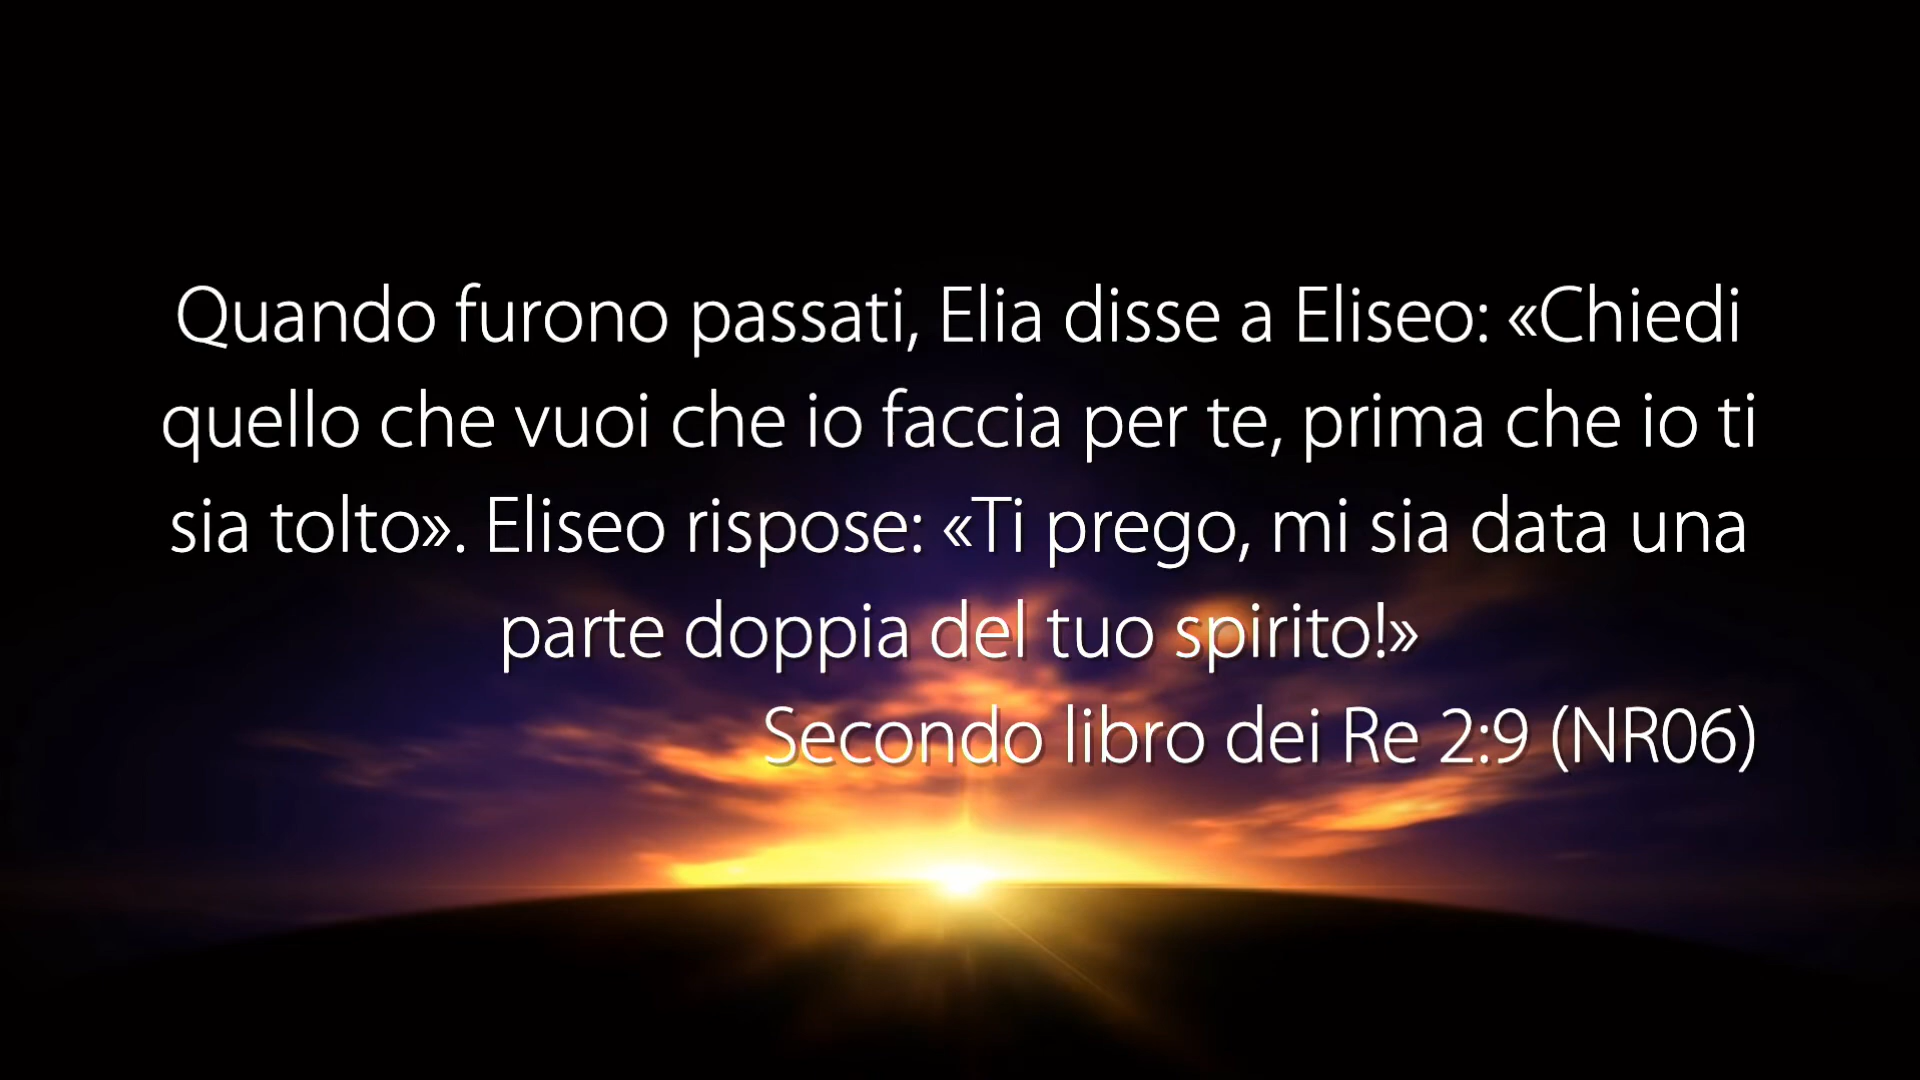 Quando furono passati, Elia disse a Eliseo: «Chiedi
quello che vuoi che io faccia per te, prima che io ti
sia tolto». Eliseo rispose: «Ti prego, mi sia data una
parte doppia del tuo spirito!»
Secondo libro dei Re 2:9 (NR06)